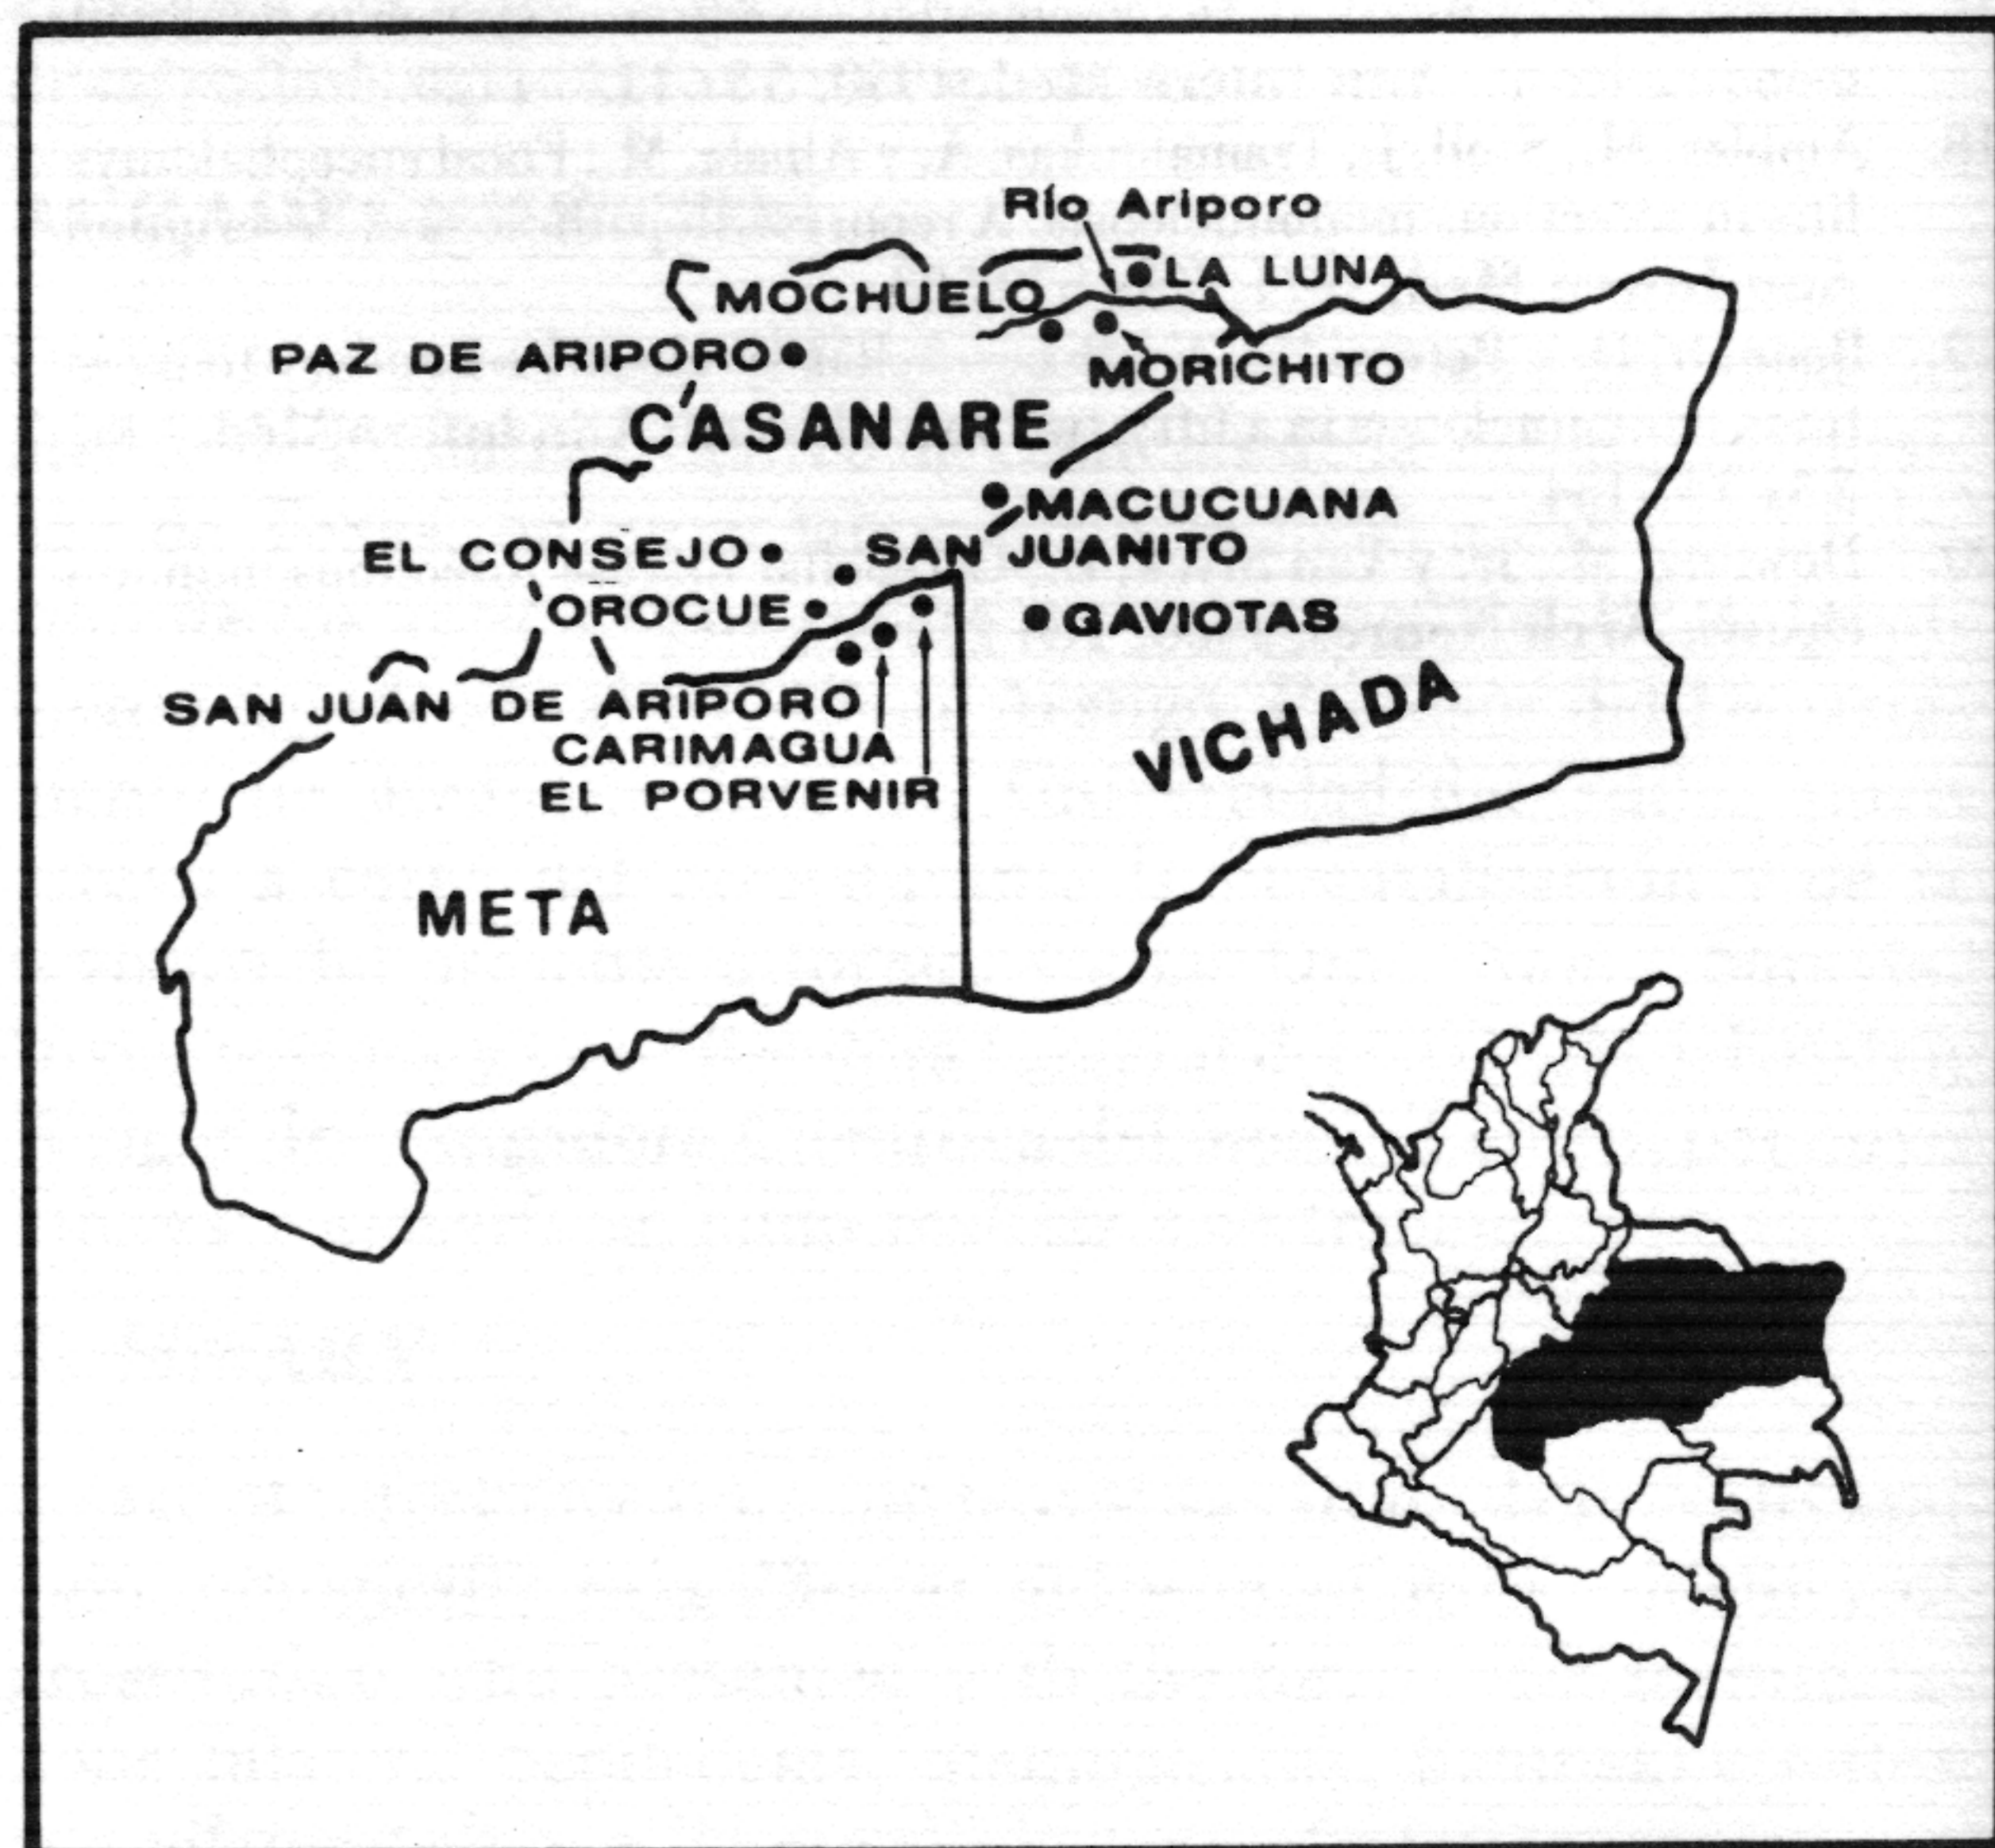 Río Ariporo
LA LUNA
MOCHUELO
PAZ DE ARIPORO
MORICHITO
CASANARE
MACUCUANA
EL CONSEJO
SAN JUANITO
OROCUE
GAVIOTAS
SAN JUAN DE ARIPORO
CARIMAGUA
EL PORVENIR
VICHADA
META